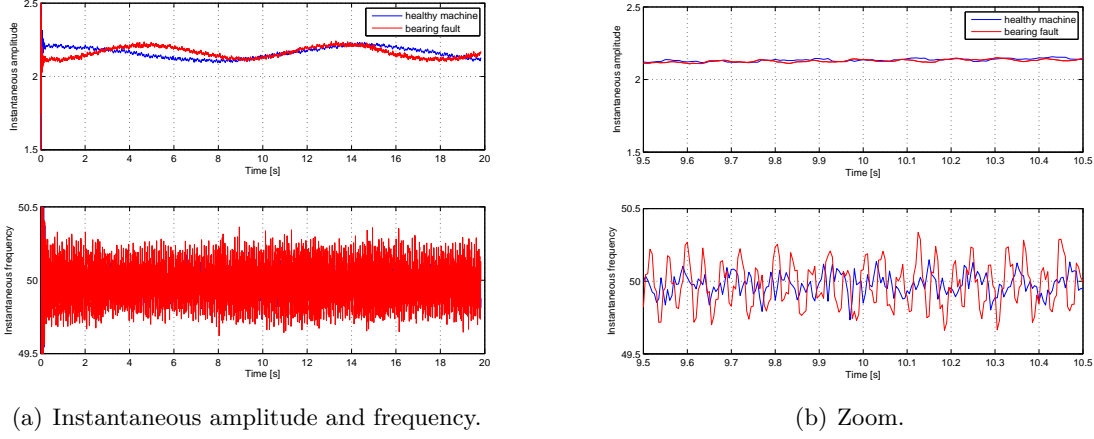 2.5
healthy machine
bearing fault
Instantaneous amplitude
2
1.5
0 2 4 6 8 10 12 14 16 18 20
Time [s]
50.5
Instantaneous frequency
50
49.5
0 2 4 6 8 10 12 14 16 18 20
Time [s]
(a) Instantaneous amplitude and frequency.
2.5
healthy machine
bearing fault
Instantaneous amplitude
2
1.5
9.5 9.6 9.7 9.8 9.9 10 10.1 10.2 10.3 10.4 10.5
Time [s]
50.5
Instantaneous frequency
50
49.5
9.5 9.6 9.7 9.8 9.9 10 10.1 10.2 10.3 10.4 10.5
Time [s]
(b) Zoom.